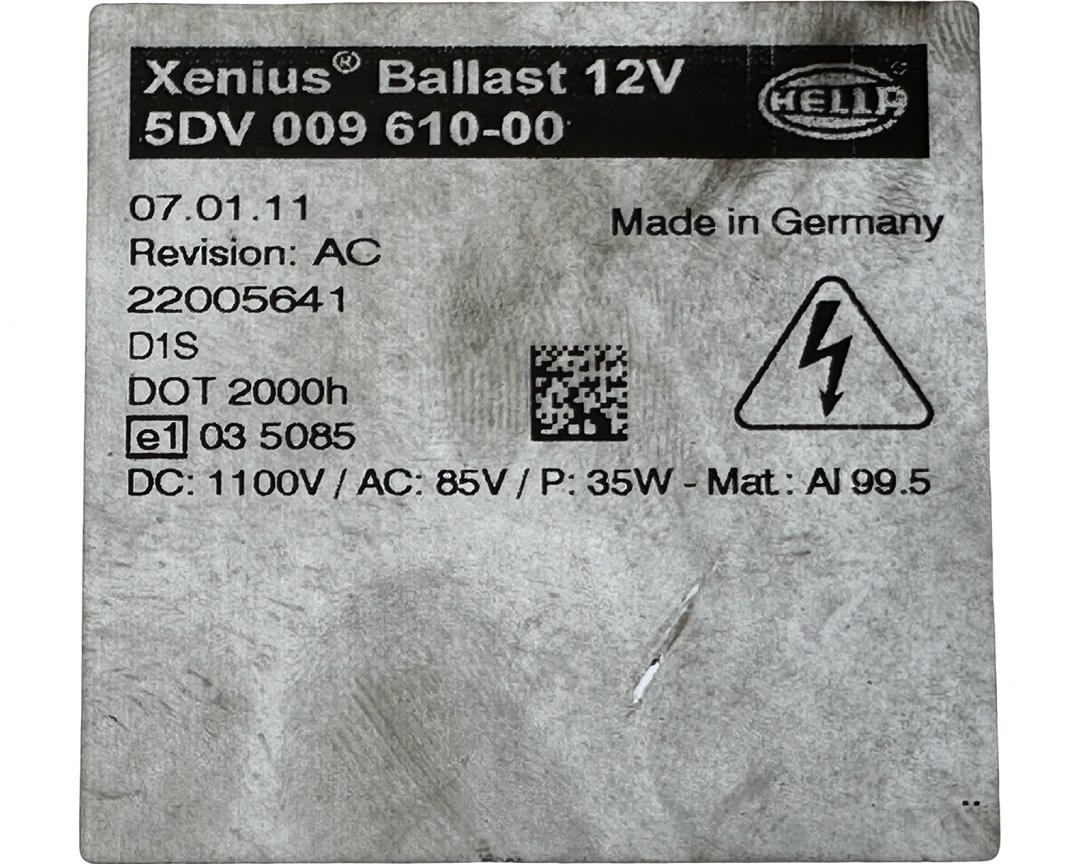 Xenius® Ballast 12V
5DV 009 610-00
HELLA
07.01.11
Made in Germany
Revision: AC
22005641
D1S
DOT 2000h
e1 03 5085
DC: 1100V / AC: 85V / P: 35W - Mat.: Al 99.5